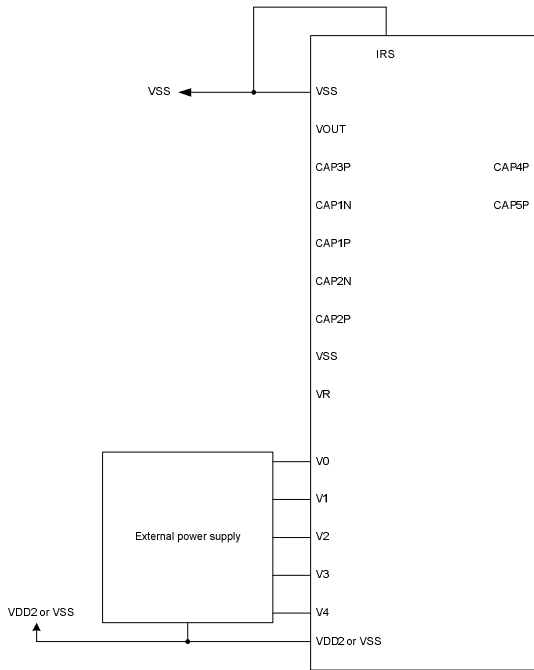 IRS
VSS
VSS
VOUT
CAP3P
CAP4P
CAP1N
CAP5P
CAP1P
CAP2N
CAP2P
VSS
VR
V0
V1
External power supply
V2
V3
VDD2 or VSS
V4
VDD2 or VSS